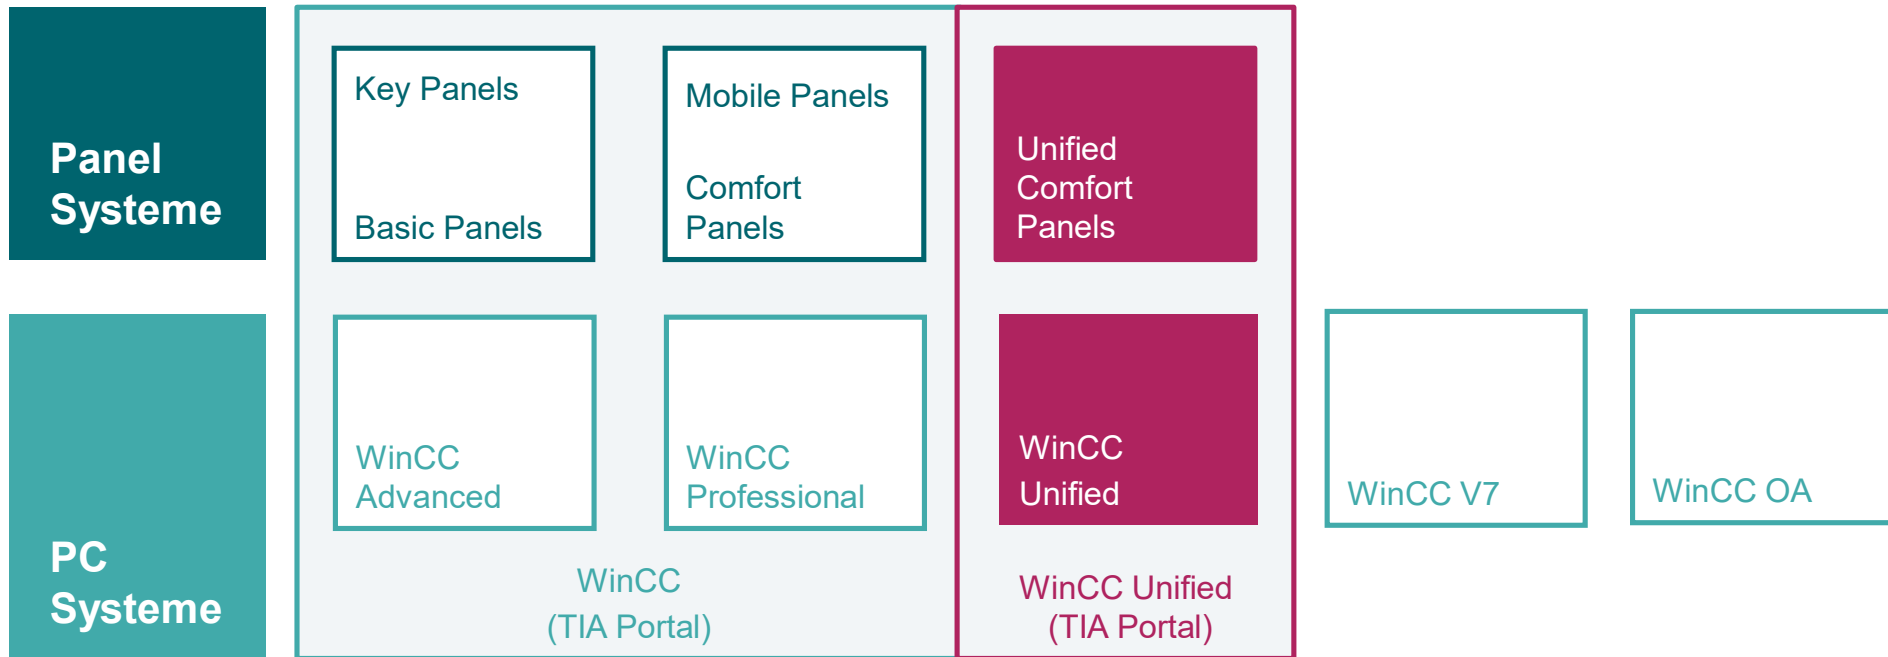 Panel
Systeme
Key Panels
Basic Panels
Mobile Panels
Comfort
Panels
Unified
Comfort
Panels
PC
Systeme
WinCC
Advanced
WinCC
Professional
WinCC
Unified
WinCC V7
WinCC OA
WinCC
(TIA Portal)
WinCC Unified
(TIA Portal)